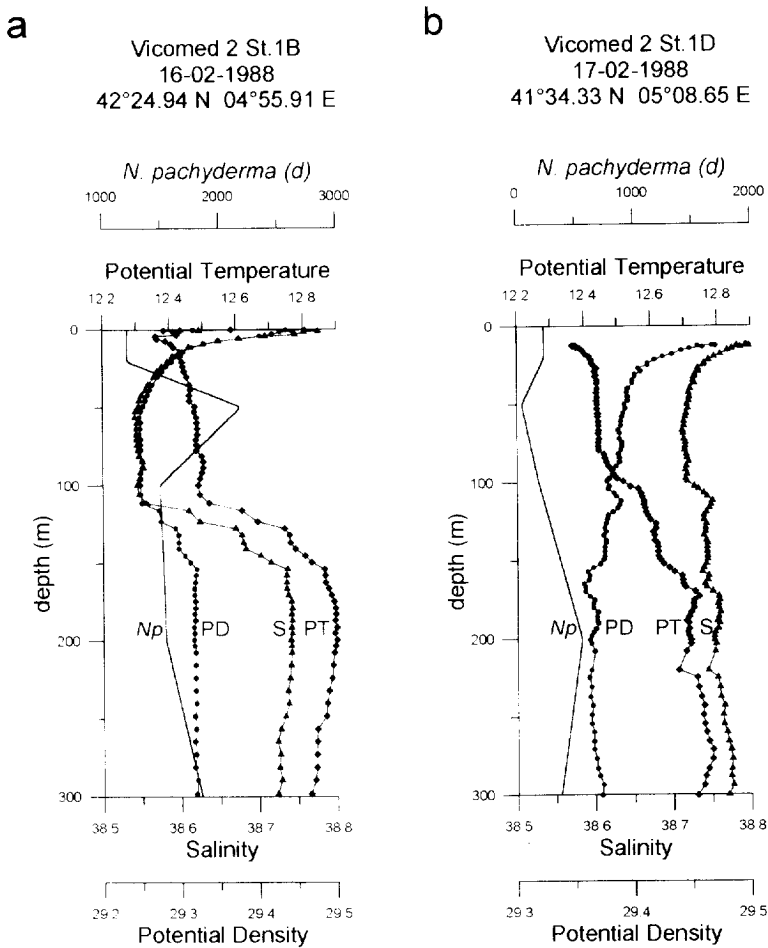 a
Vicomed 2 St.1B
16-02-1988
42°24.94 N 04°55.91 E
N. pachyderma (d)
1000 2000 3000
Potential Temperature
12.2 12.4 12.6 12.8
0
100
200
300
depth (m)
Np PD S PT
38.5 38.6 38.7 38.8
Salinity
29.2 29.3 29.4 29.5
Potential Density
b
Vicomed 2 St.1D
17-02-1988
41°34.33 N 05°08.65 E
N. pachyderma (d)
0 1000 2000
Potential Temperature
12.2 12.4 12.6 12.8
0
100
200
300
depth (m)
Np PD PT S
38.5 38.6 38.7 38.8
Salinity
29.3 29.4 29.5
Potential Density